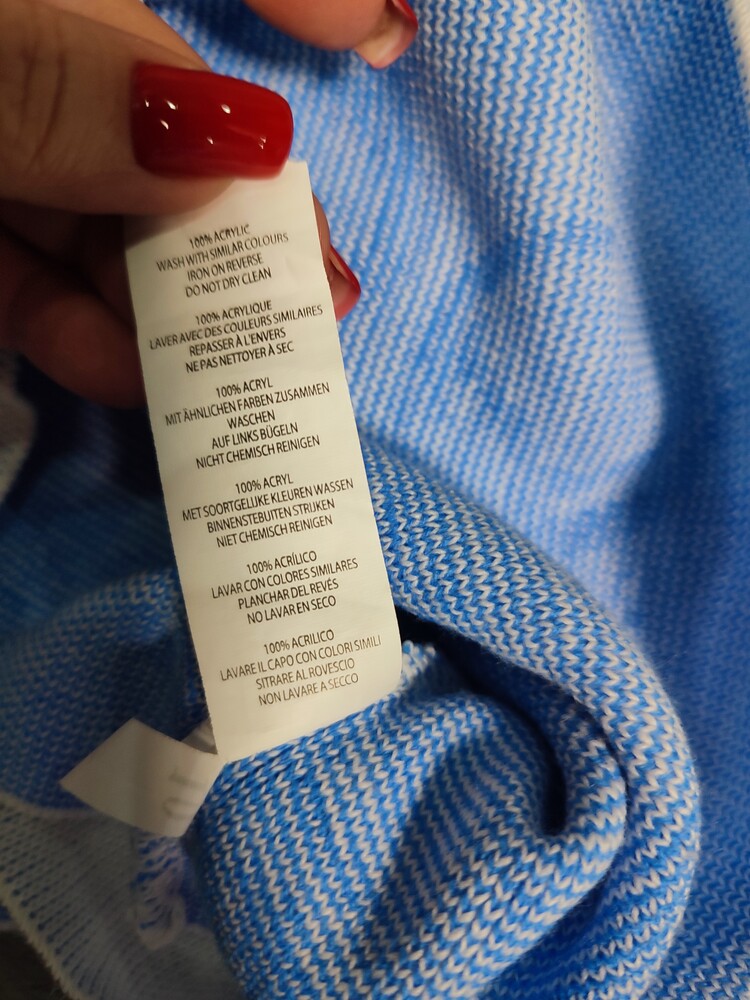 100% ACRYLIC
WASH WITH SIMILAR COLOURS
IRON ON REVERSE
DO NOT DRY CLEAN
100% ACRYLIQUE
LAVER AVEC DES COULEURS SIMILAIRES
REPASSER À L'ENVERS
NE PAS NETTOYER À SEC
100% ACRYL
MIT ÄHNLICHEN FARBEN ZUSAMMEN
WASCHEN
AUF LINKS BÜGELN
NICHT CHEMISCH REINIGEN
100% ACRYL
MET SOORTGELIJKE KLEUREN WASSEN
BINNENSTEBUITEN STRIJKEN
NIET CHEMISCH REINIGEN
100% ACRÍLICO
LAVAR CON COLORES SIMILARES
PLANCHAR DEL REVÉS
NO LAVAR EN SECO
100% ACRILICO
LAVARE IL CAPO CON COLORI SIMILI
SITRARE AL ROVESCIO
NON LAVARE A SECCO